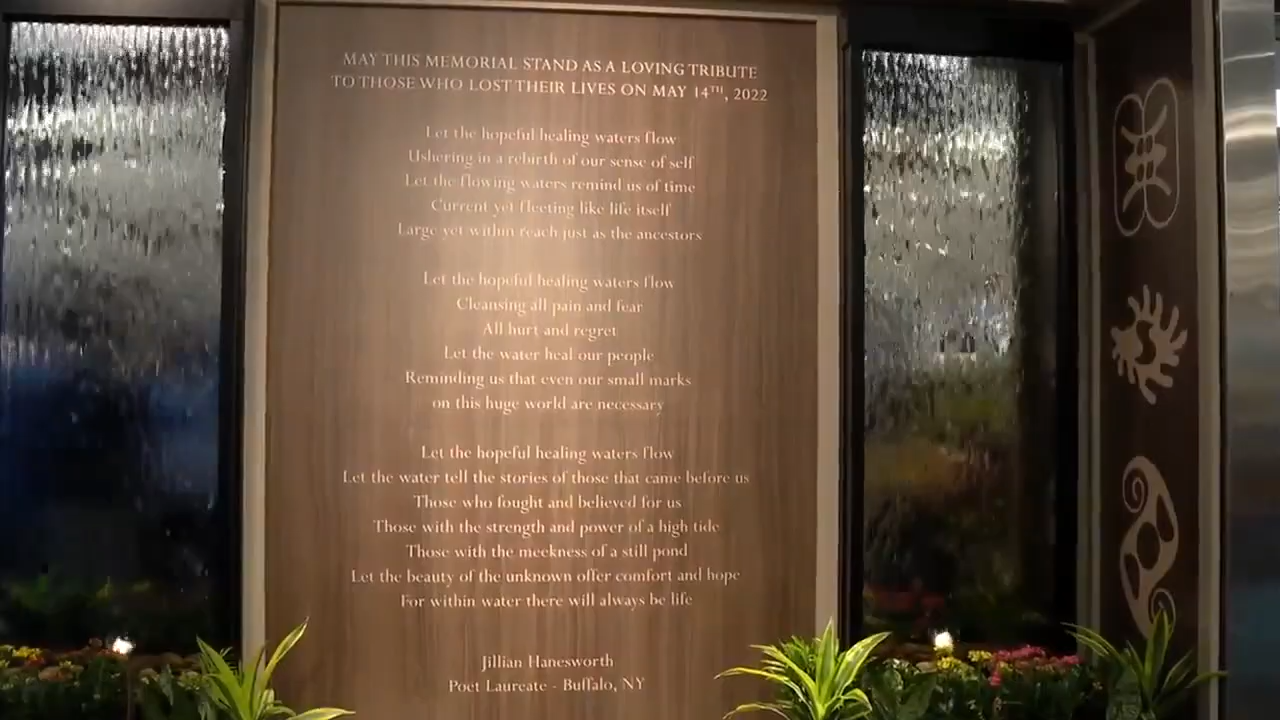 MAY THIS MEMORIAL STAND AS A LOVING TRIBUTE
TO THOSE WHO LOST THEIR LIVES ON MAY 14TH, 2022
Let the hopeful healing waters flow
Ushering in a rebirth of our sense of self
Let the flowing waters remind us of time
Current yet fleeting like life itself
Large yet within reach just as the ancestors
Let the hopeful healing waters flow
Cleansing all pain and fear
All hurt and regret
Let the water heal our people
Reminding us that even our small marks
on this huge world are necessary
Let the hopeful healing waters flow
Let the water tell the stories of those that came before us
Those who fought and believed for us
Those with the strength and power of a high tide
Those with the meekness of a still pond
Let the beauty of the unknown offer comfort and hope
For within water there will always be life
Jillian Hanesworth
Poet Laureate - Buffalo, NY